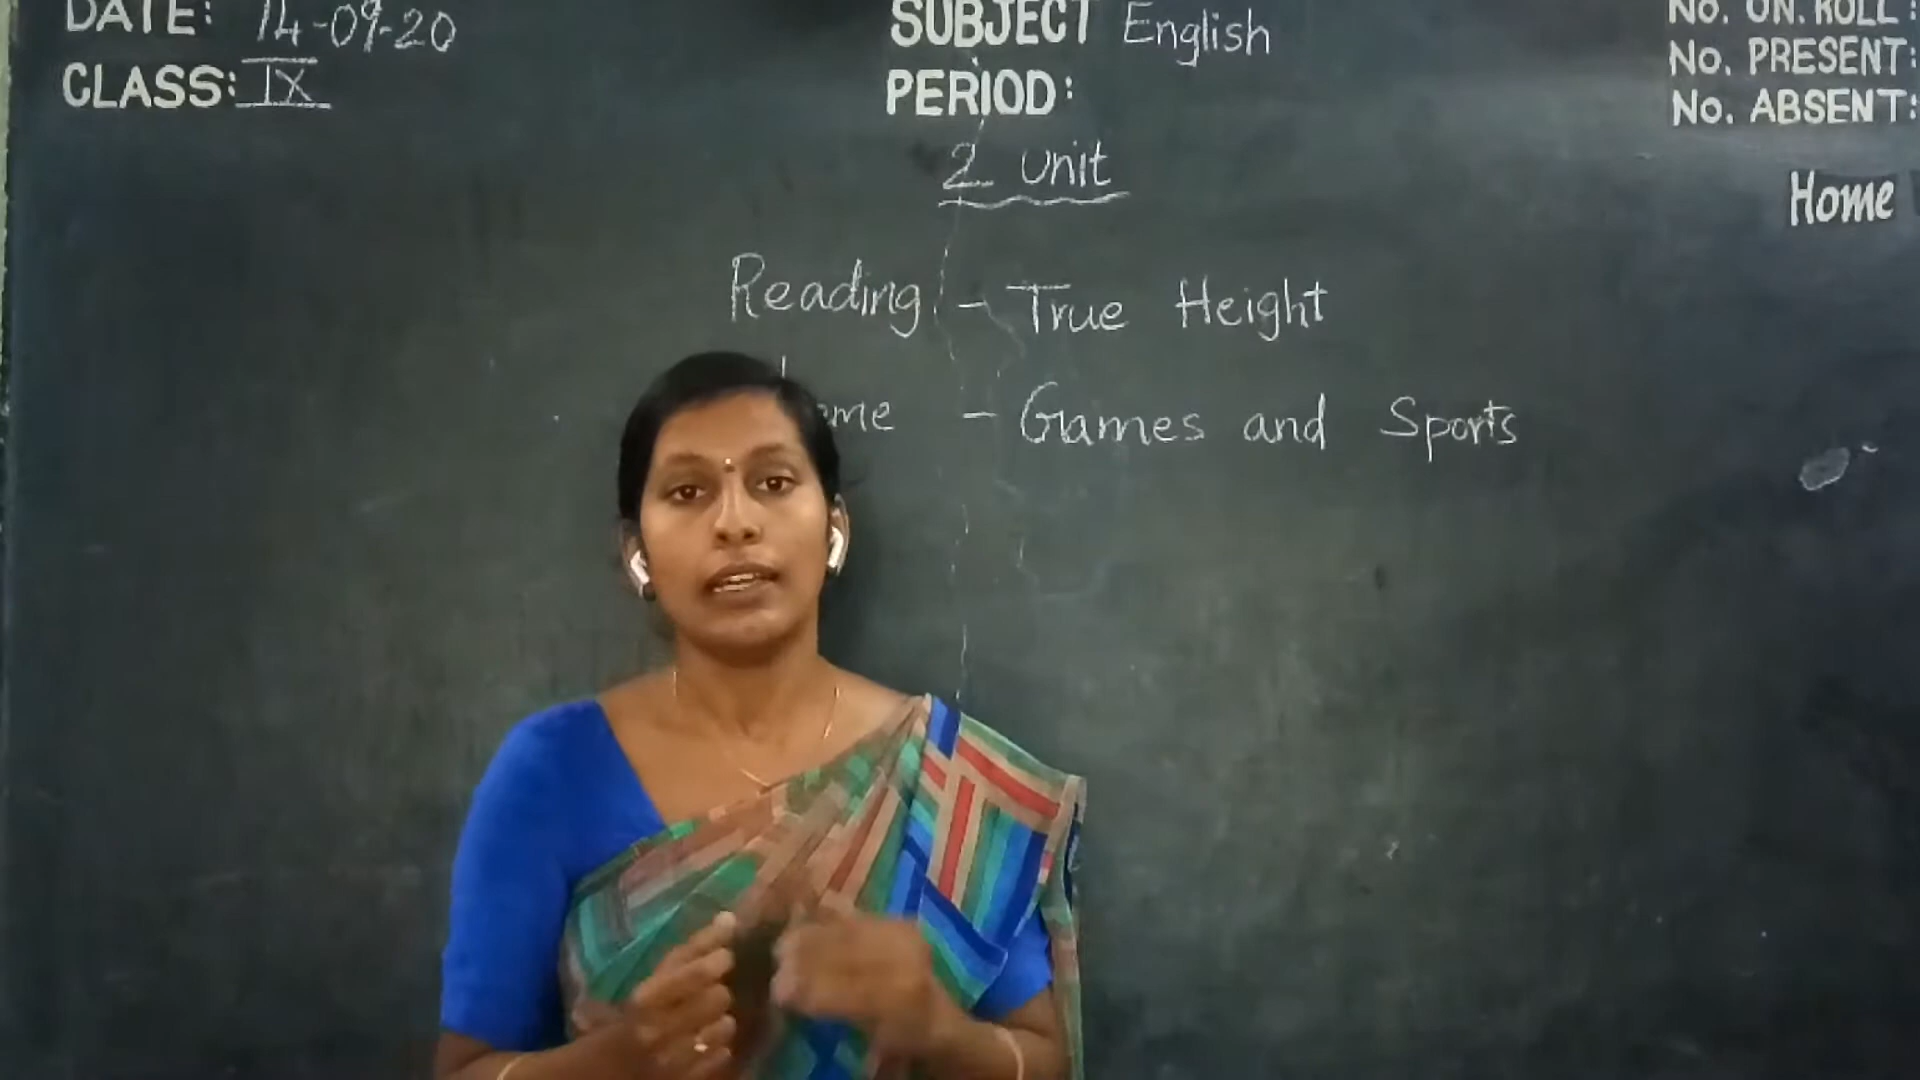 DATE: 14-09-20
CLASS: IX
SUBJECT English
PERIOD:
No. ON. ROLL:
No. PRESENT:
No. ABSENT:
Home
2 Unit
Reading - True Height
eme - Games and Sports